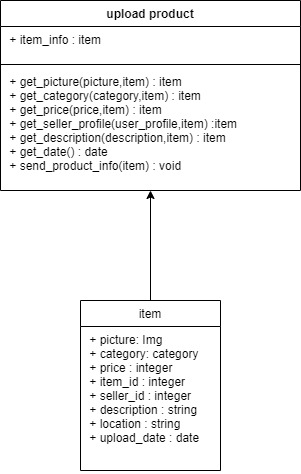 upload product
+ item_info : item
+ get_picture(picture,item) : item
+ get_category(category,item) : item
+ get_price(price,item) : item
+ get_seller_profile(user_profile,item) :item
+ get_description(description,item) : item
+ get_date() : date
+ send_product_info(item) : void
item
+ picture: Img
+ category: category
+ price : integer
+ item_id : integer
+ seller_id : integer
+ description : string
+ location : string
+ upload_date : date